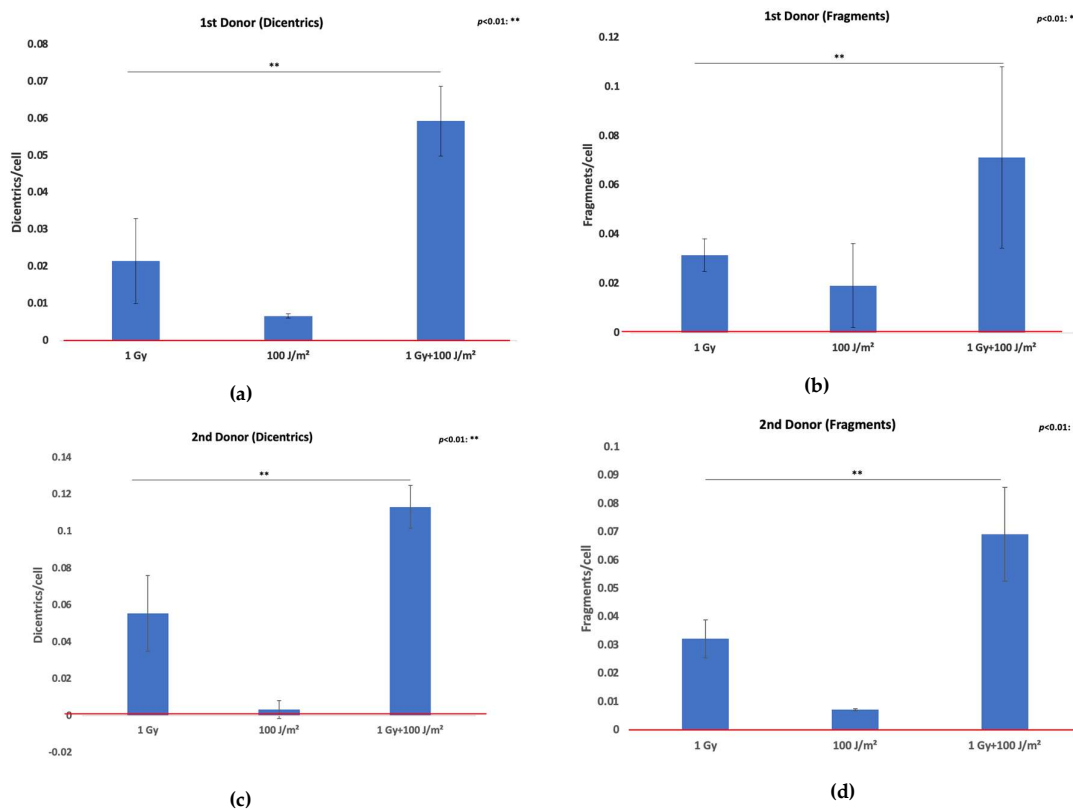 1st Donor (Dicentrics)
p<0.01: **
0.08
0.07
0.06
0.05
0.04
0.03
0.02
0.01
0
Dicentrics/cell
**
1 Gy
100 J/m²
1 Gy+100 J/m²
(a)
1st Donor (Fragments)
p<0.01: *
0.12
0.1
0.08
0.06
0.04
0.02
0
Fragmnets/cell
**
1 Gy
100 J/m²
1 Gy+100 J/m²
(b)
2nd Donor (Dicentrics)
p<0.01: **
0.14
0.12
0.1
0.08
0.06
0.04
0.02
0
-0.02
Dicentrics/cell
**
1 Gy
100 J/m²
1 Gy+100 J/m²
(c)
2nd Donor (Fragments)
p<0.01:
0.1
0.09
0.08
0.07
0.06
0.05
0.04
0.03
0.02
0.01
0
Fragments/cell
**
1 Gy
100 J/m²
1 Gy+100 J/m²
(d)